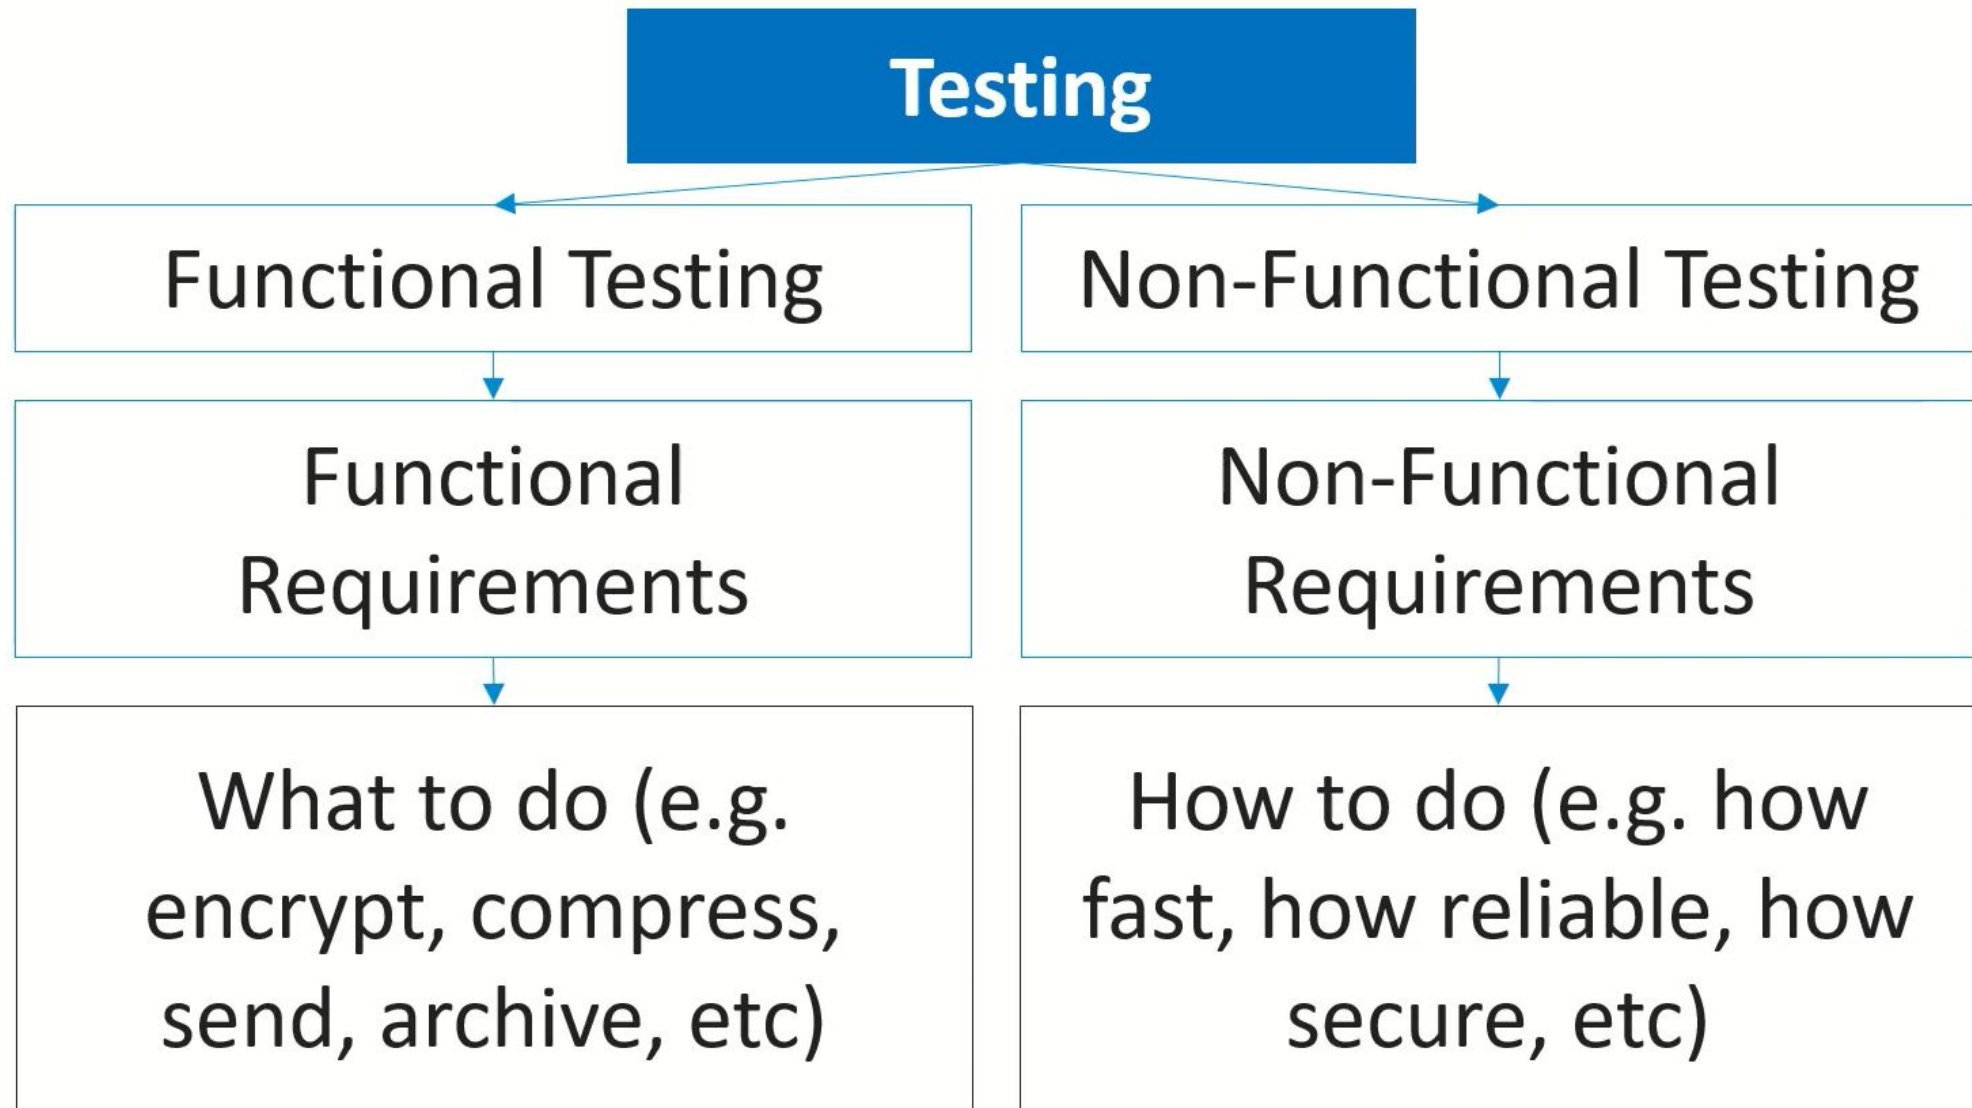 Testing
Functional Testing
Non-Functional Testing
Functional
Requirements
Non-Functional
Requirements
What to do (e.g.
encrypt, compress,
send, archive, etc)
How to do (e.g. how
fast, how reliable, how
secure, etc)